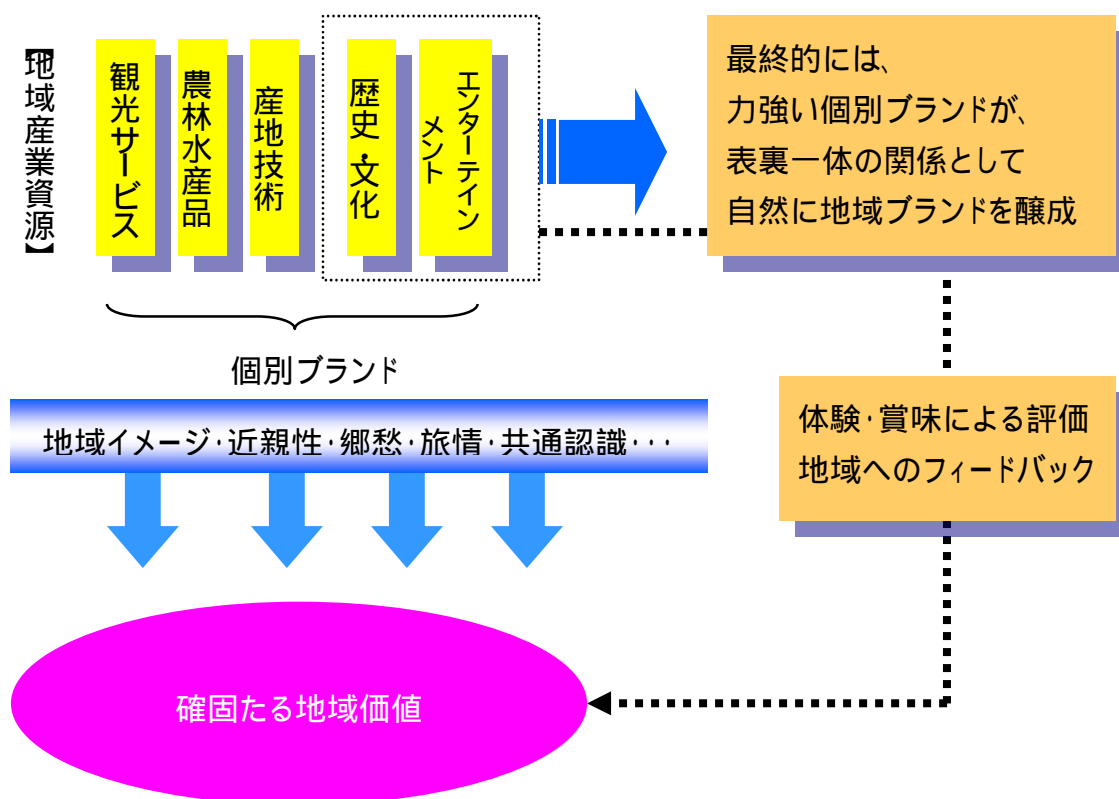 【地域産業資源】
観光サービス
農林水産品
産地技術
歴史・文化
エンターテイン
メント
最終的には、
力強い個別ブランドが、
表裏一体の関係として
自然に地域ブランドを醸成
個別ブランド
地域イメージ・近親性・郷愁・旅情・共通認識・・・
体験・賞味による評価
地域へのフィードバック
確固たる地域価値